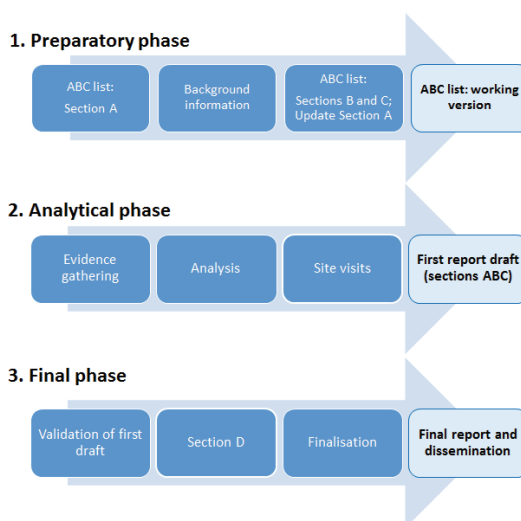 1. Preparatory phase
ABC list:
Section A
Background
information
ABC list:
Sections B and C;
Update Section A
ABC list: working
version
2. Analytical phase
Evidence
gathering
Analysis
Site visits
First report draft
(sections ABC)
3. Final phase
Validation of first
draft
Section D
Finalisation
Final report and
dissemination